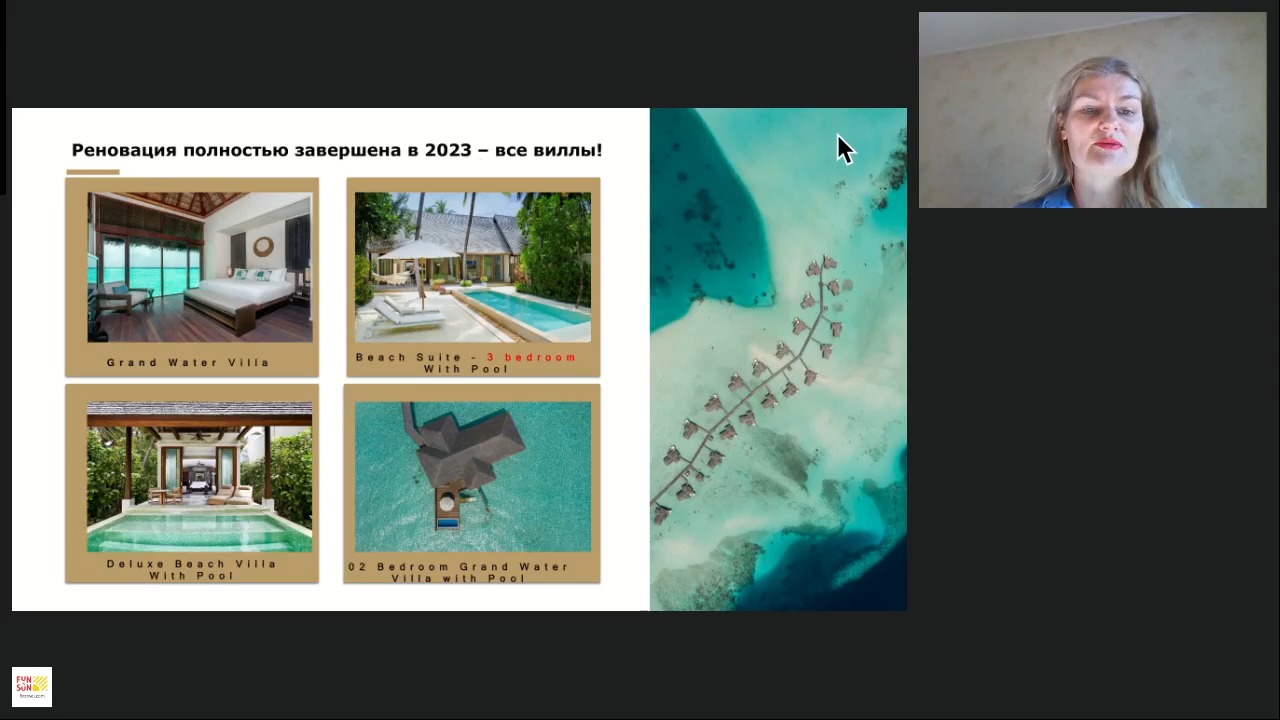 Реновация полностью завершена в 2023 – все виллы!
Grand Water Villa
Beach Suite - 3 bedroom
With Pool
Deluxe Beach Villa
With Pool
02 Bedroom Grand Water
Villa with Pool
FUN
&SUN